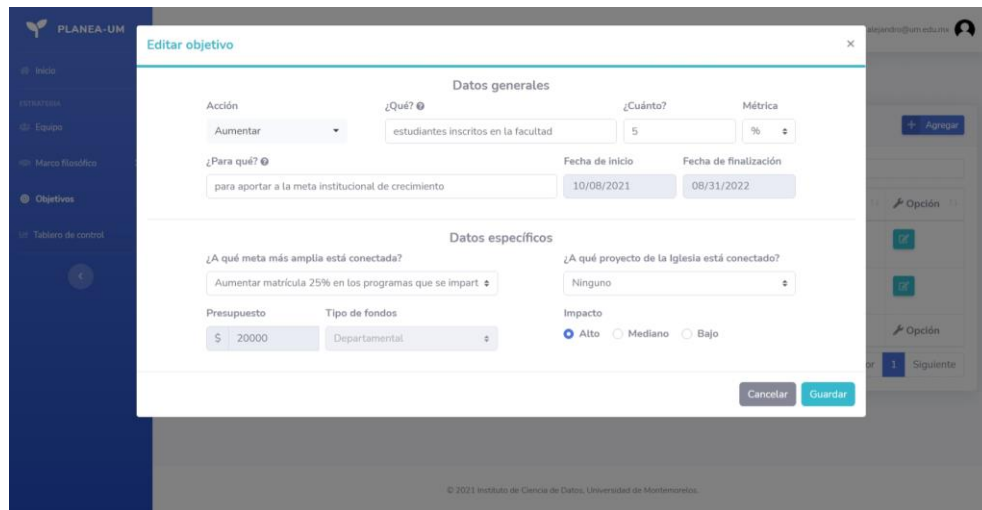 PLANEA-UM
Editar objetivo
×
alejandro@um.edu.mx
Inicio
ESTRATEGIA
Equipo
Marco filosófico
Objetivos
Tablero de control
+ Agregar
Opción
Opción
1 Siguiente
Datos generales
Acción ¿Qué? ¿Cuánto? Métrica
Aumentar estudiantes inscritos en la facultad 5 %
¿Para qué? Fecha de inicio Fecha de finalización
para aportar a la meta institucional de crecimiento 10/08/2021 08/31/2022
Datos específicos
¿A qué meta más amplia está conectada? ¿A qué proyecto de la Iglesia está conectado?
Aumentar matrícula 25% en los programas que se impart Ninguno
Presupuesto Tipo de fondos Impacto
$ 20000 Departamental Alto Mediano Bajo
Cancelar Guardar
© 2021 Instituto de Ciencia de Datos, Universidad de Montemorelos.